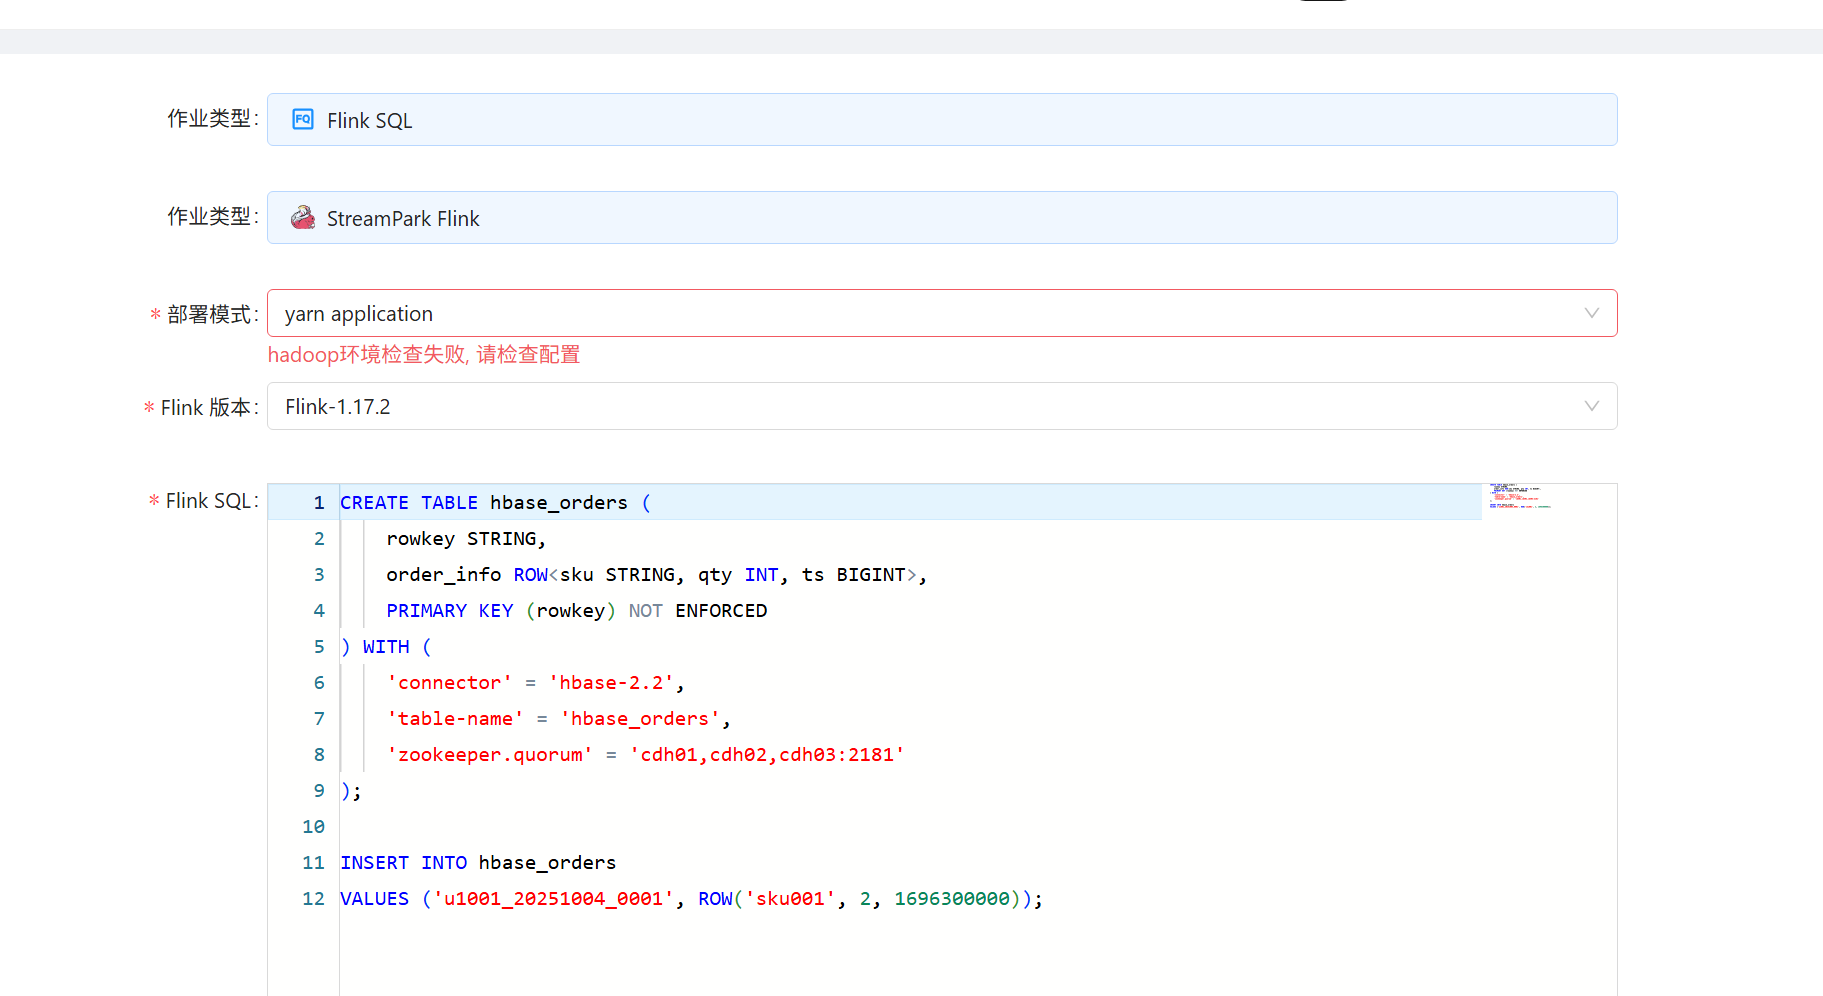 作业类型:
FQ Flink SQL
作业类型:
StreamPark Flink
* 部署模式:
yarn application
hadoop环境检查失败, 请检查配置
* Flink 版本:
Flink-1.17.2
* Flink SQL:
1 CREATE TABLE hbase_orders (
2 rowkey STRING,
3 order_info ROW<sku STRING, qty INT, ts BIGINT>,
4 PRIMARY KEY (rowkey) NOT ENFORCED
5 ) WITH (
6 'connector' = 'hbase-2.2',
7 'table-name' = 'hbase_orders',
8 'zookeeper.quorum' = 'cdh01,cdh02,cdh03:2181'
9 );
10
11 INSERT INTO hbase_orders
12 VALUES ('u1001_20251004_0001', ROW('sku001', 2, 1696300000));